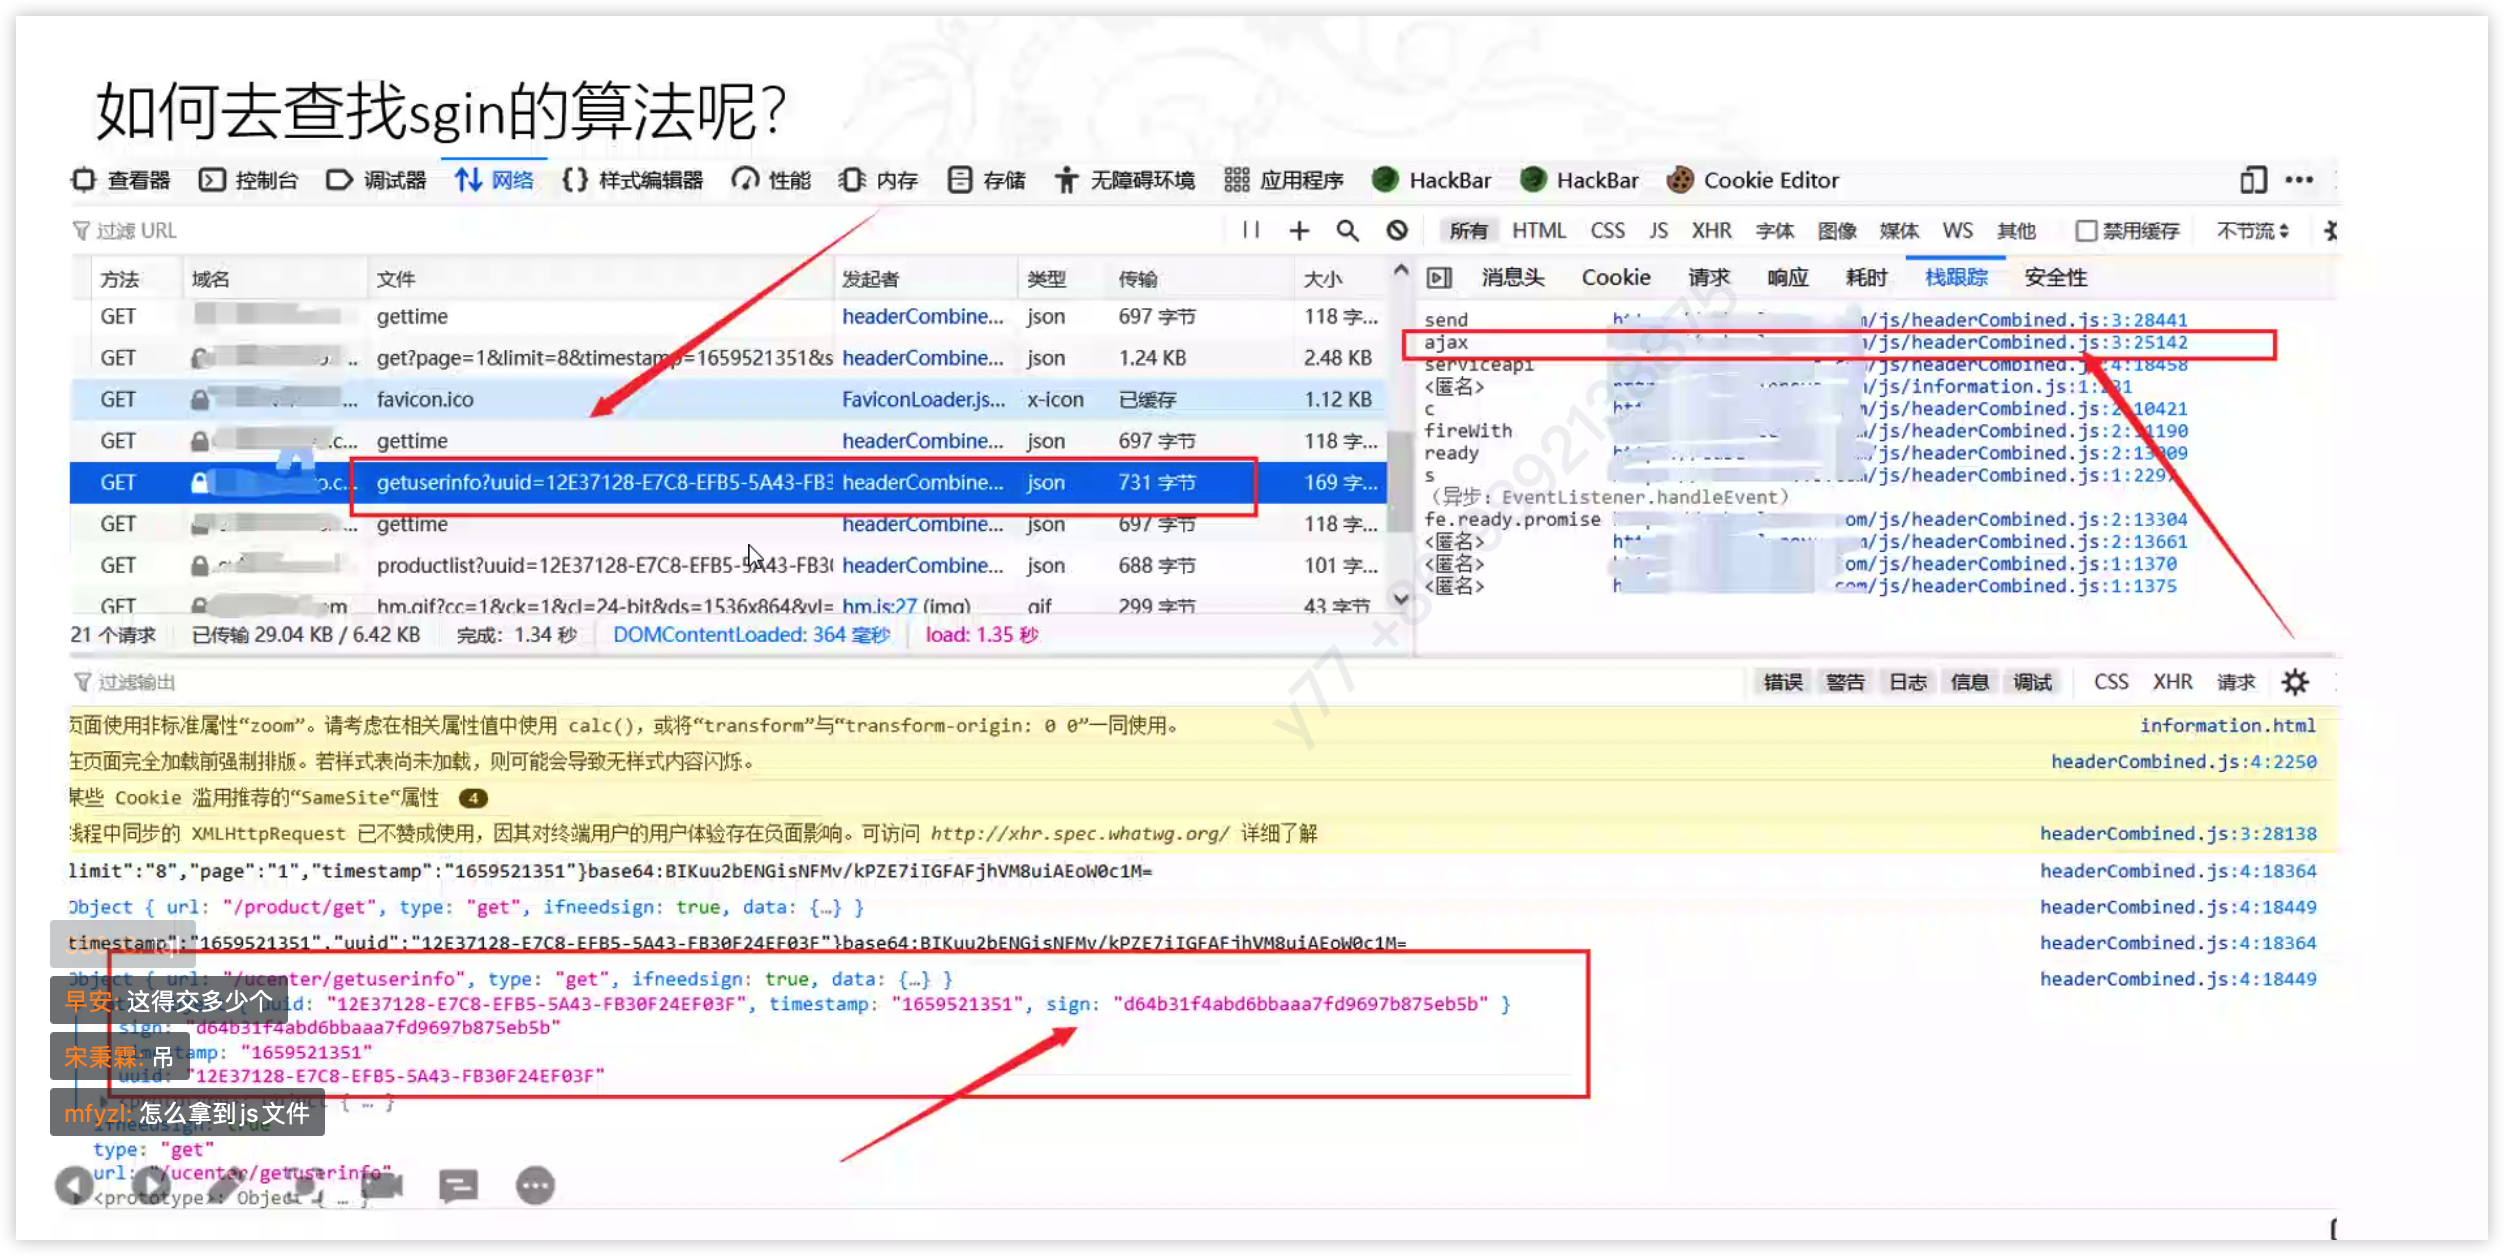 如何去查找sgin的算法呢?
查看器 控制台 调试器 网络 样式编辑器 性能 内存 存储 无障碍环境 应用程序 HackBar HackBar Cookie Editor
过滤 URL
所有 HTML CSS JS XHR 字体 图像 媒体 WS 其他 禁用缓存 不节流
方法 域名 文件 发起者 类型 传输 大小
GET gettime headerCombine... json 697 字节 118 字...
GET ... get?page=1&limit=8&timestamp=1659521351&s headerCombine... json 1.24 KB 2.48 KB
GET ... favicon.ico FaviconLoader.js... x-icon 已缓存 1.12 KB
GET .c... gettime headerCombine... json 697 字节 118 字...
GET o.c... getuserinfo?uuid=12E37128-E7C8-EFB5-5A43-FB3 headerCombine... json 731 字节 169 字...
GET ... gettime headerCombine... json 697 字节 118 字...
GET productlist?uuid=12E37128-E7C8-EFB5-5A43-FB30 headerCombine... json 688 字节 101 字...
GET hm.gif?cc=1&ck=1&cl=24-bit&ds=1536x864&vl= hm.js:27 (img) gif 299 字节 43 字节
21 个请求 已传输 29.04 KB / 6.42 KB 完成: 1.34 秒 DOMContentLoaded: 364 毫秒 load: 1.35 秒
消息头 Cookie 请求 响应 耗时 栈跟踪 安全性
send /js/headerCombined.js:3:28441
ajax /js/headerCombined.js:3:25142
serviceapi /js/headerCombined.js:4:18458
<匿名> /js/information.js:1:231
c /js/headerCombined.js:2:10421
fireWith /js/headerCombined.js:2:11190
ready /js/headerCombined.js:2:13009
s /js/headerCombined.js:1:2297
(异步: EventListener.handleEvent)
fe.ready.promise om/js/headerCombined.js:2:13304
<匿名> /js/headerCombined.js:2:13661
<匿名> om/js/headerCombined.js:1:1370
<匿名> com/js/headerCombined.js:1:1375
过滤输出
错误 警告 日志 信息 调试 CSS XHR 请求
页面使用非标准属性“zoom”。请考虑在相关属性值中使用 calc(), 或将“transform”与“transform-origin: 0 0”一同使用。 information.html
在页面完全加载前强制排版。若样式表尚未加载, 则可能会导致无样式内容闪烁。 headerCombined.js:4:2250
某些 Cookie 滥用推荐的“SameSite“属性 4
线程中同步的 XMLHttpRequest 已不赞成使用, 因其对终端用户的用户体验存在负面影响。可访问 http://xhr.spec.whatwg.org/ 详细了解 headerCombined.js:3:28138
limit":"8","page":"1","timestamp":"1659521351"}base64:BIKuu2bENGisNFMv/kPZE7iIGFAFjhVM8uiAEoW0c1M= headerCombined.js:4:18364
Object { url: "/product/get", type: "get", ifneedsign: true, data: {…} } headerCombined.js:4:18449
timestamp":"1659521351","uuid":"12E37128-E7C8-EFB5-5A43-FB30F24EF03F"}base64:BIKuu2bENGisNFMv/kPZE7iIGFAFjhVM8uiAEoW0c1M= headerCombined.js:4:18364
Object { url: "/ucenter/getuserinfo", type: "get", ifneedsign: true, data: {…} } headerCombined.js:4:18449
uuid: "12E37128-E7C8-EFB5-5A43-FB30F24EF03F", timestamp: "1659521351", sign: "d64b31f4abd6bbaaa7fd9697b875eb5b" }
早安: 这得交多少个
sign: "d64b31f4abd6bbaaa7fd9697b875eb5b"
宋秉霖: 吊
amp: "1659521351"
uuid: "12E37128-E7C8-EFB5-5A43-FB30F24EF03F"
mfyzl: 怎么拿到js文件
ifneedsign: true
type: "get"
url: "/ucenter/getuserinfo"
<prototype>: Object { … }